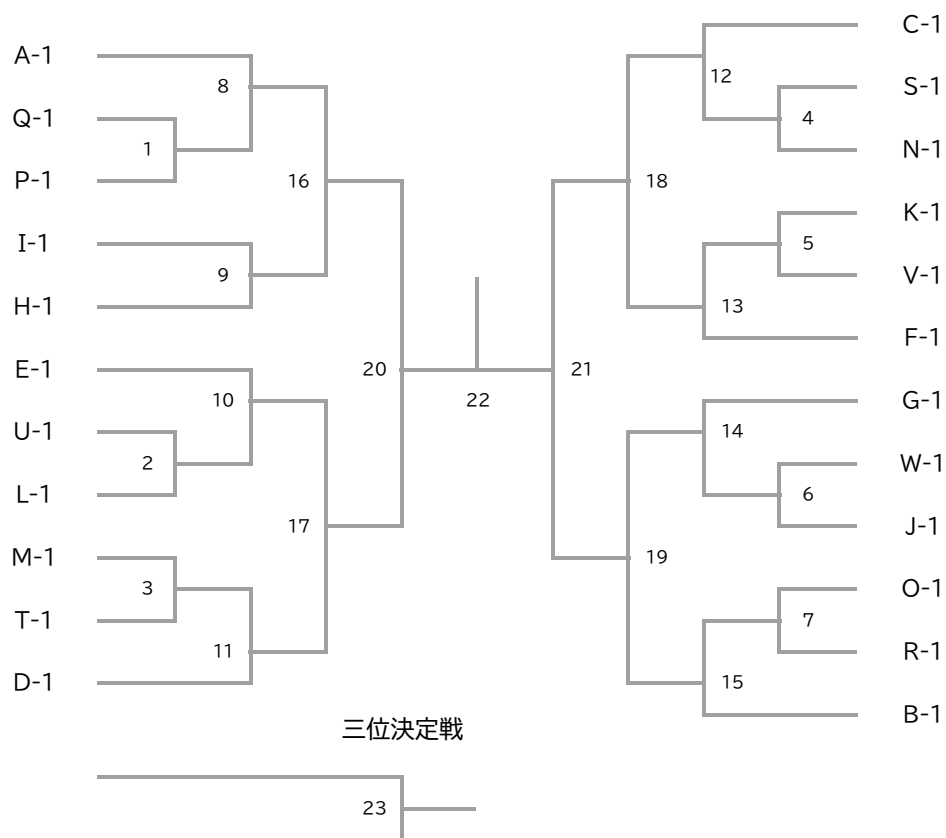 A-1
8
Q-1
1
P-1
16
I-1
9
H-1
E-1
10
U-1
2
L-1
17
M-1
3
T-1
11
D-1
20
22
21
C-1
12
S-1
4
N-1
18
K-1
5
V-1
13
F-1
G-1
14
W-1
6
J-1
19
O-1
7
R-1
15
B-1
三位決定戦
23